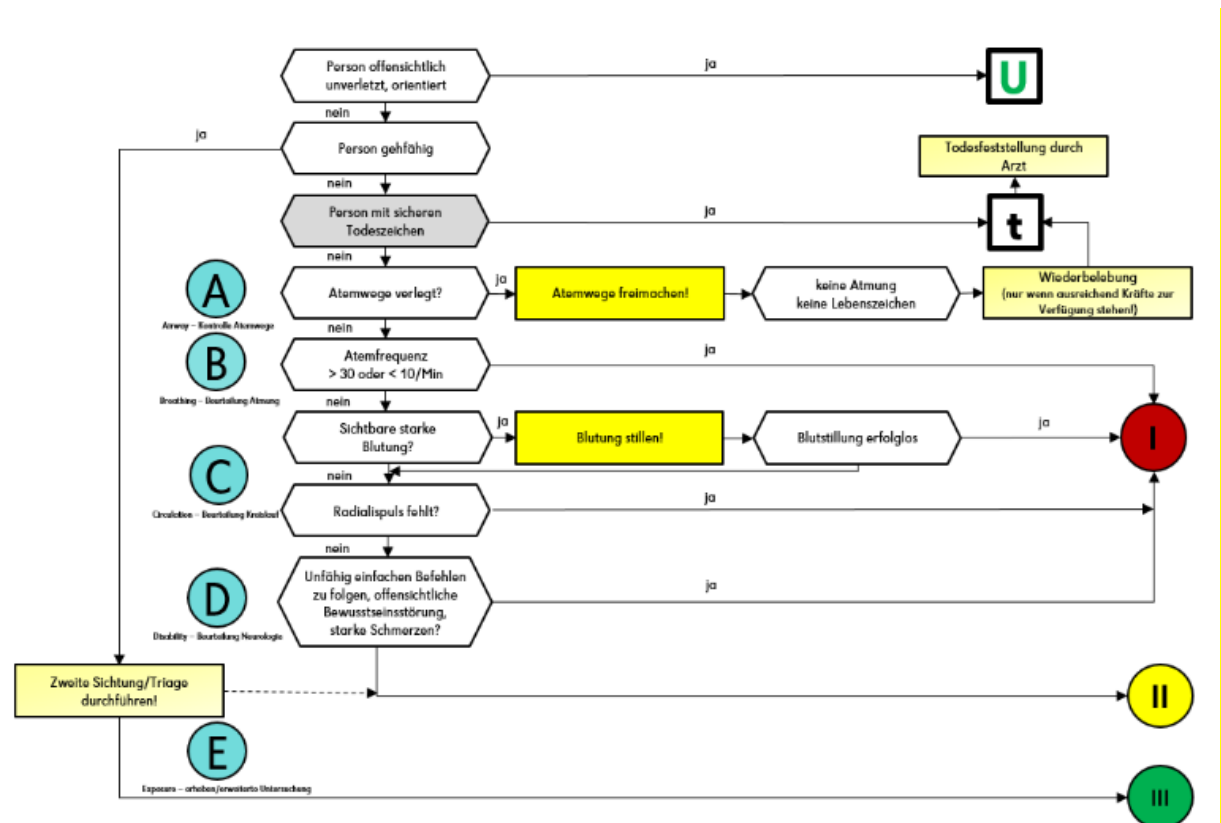 Person offensichtlich
unverletzt, orientiert
ja
U
nein
ja
Person gehfähig
Todesfeststellung durch
Arzt
nein
Person mit sicheren
Todeszeichen
ja
t
nein
A
Airway – Kontrolle Atemwege
Atemwege verlegt?
ja
Atemwege freimachen!
keine Atmung
keine Lebenszeichen
Wiederbelebung
(nur wenn ausreichend Kräfte zur
Verfügung stehen!)
nein
B
Breathing – Beurteilung Atmung
Atemfrequenz
> 30 oder < 10/Min
ja
nein
Sichtbare starke
Blutung?
ja
Blutung stillen!
Blutstillung erfolglos
ja
I
C
Circulation – Beurteilung Kreislauf
nein
Radialispuls fehlt?
ja
nein
D
Disability – Beurteilung Neurologie
Unfähig einfachen Befehlen
zu folgen, offensichtliche
Bewusstseinsstörung,
starke Schmerzen?
ja
Zweite Sichtung/Triage
durchführen!
II
E
Exposure – erheben/erweiterte Untersuchung
III